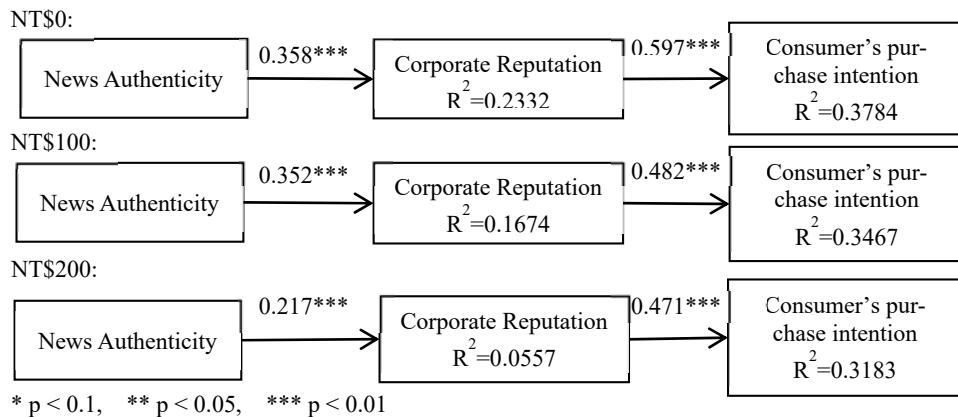 NT$0:
0.358***
0.597***
News Authenticity
Corporate Reputation
R²=0.2332
Consumer’s pur-
chase intention
R²=0.3784
NT$100:
0.352***
0.482***
News Authenticity
Corporate Reputation
R²=0.1674
Consumer’s pur-
chase intention
R²=0.3467
NT$200:
0.217***
0.471***
News Authenticity
Corporate Reputation
R²=0.0557
Consumer’s pur-
chase intention
R²=0.3183
* p < 0.1, ** p < 0.05, *** p < 0.01